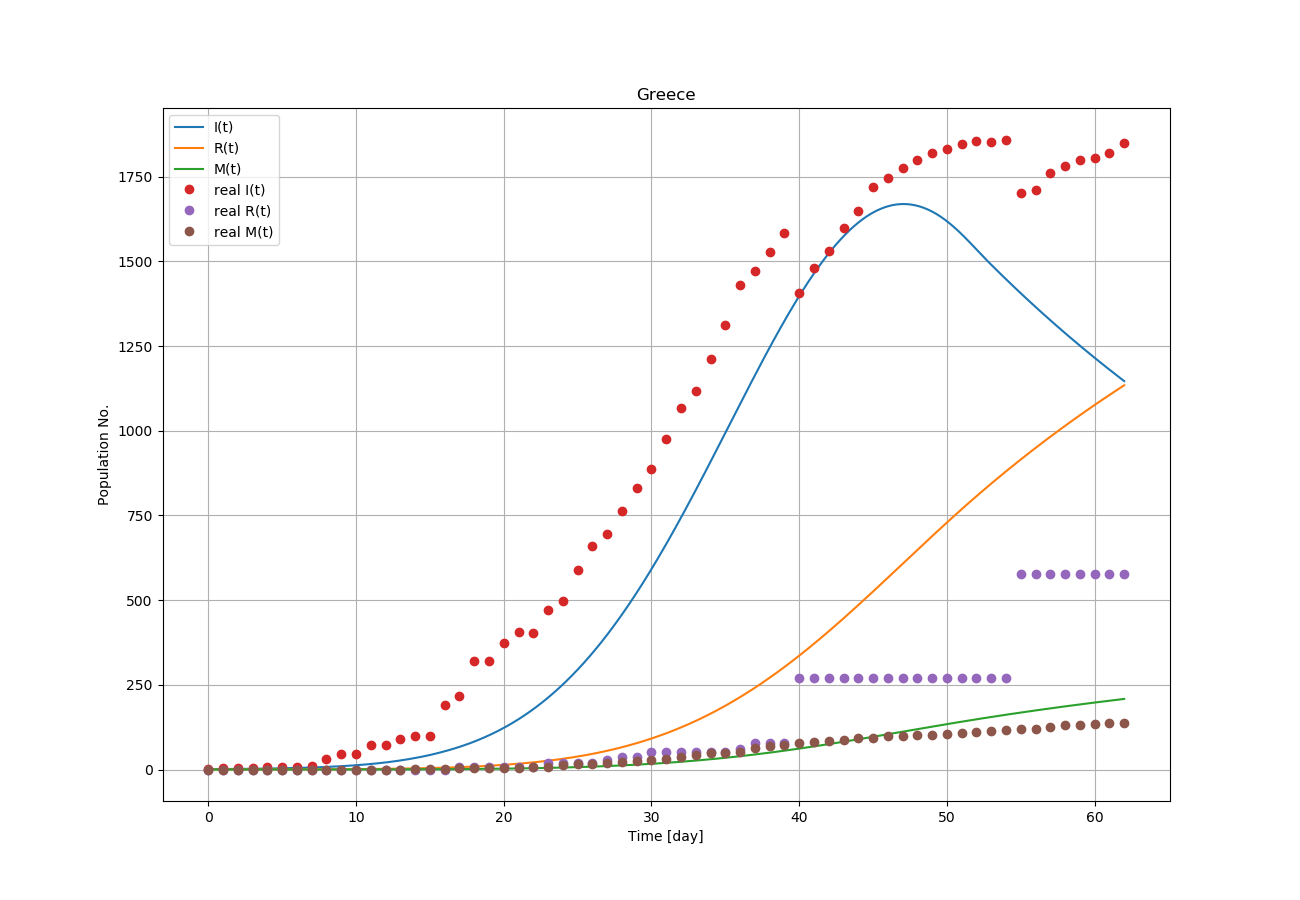 Greece
I(t)
R(t)
M(t)
real I(t)
real R(t)
real M(t)
1750
1500
1250
1000
750
500
250
0
Population No.
0 10 20 30 40 50 60
Time [day]